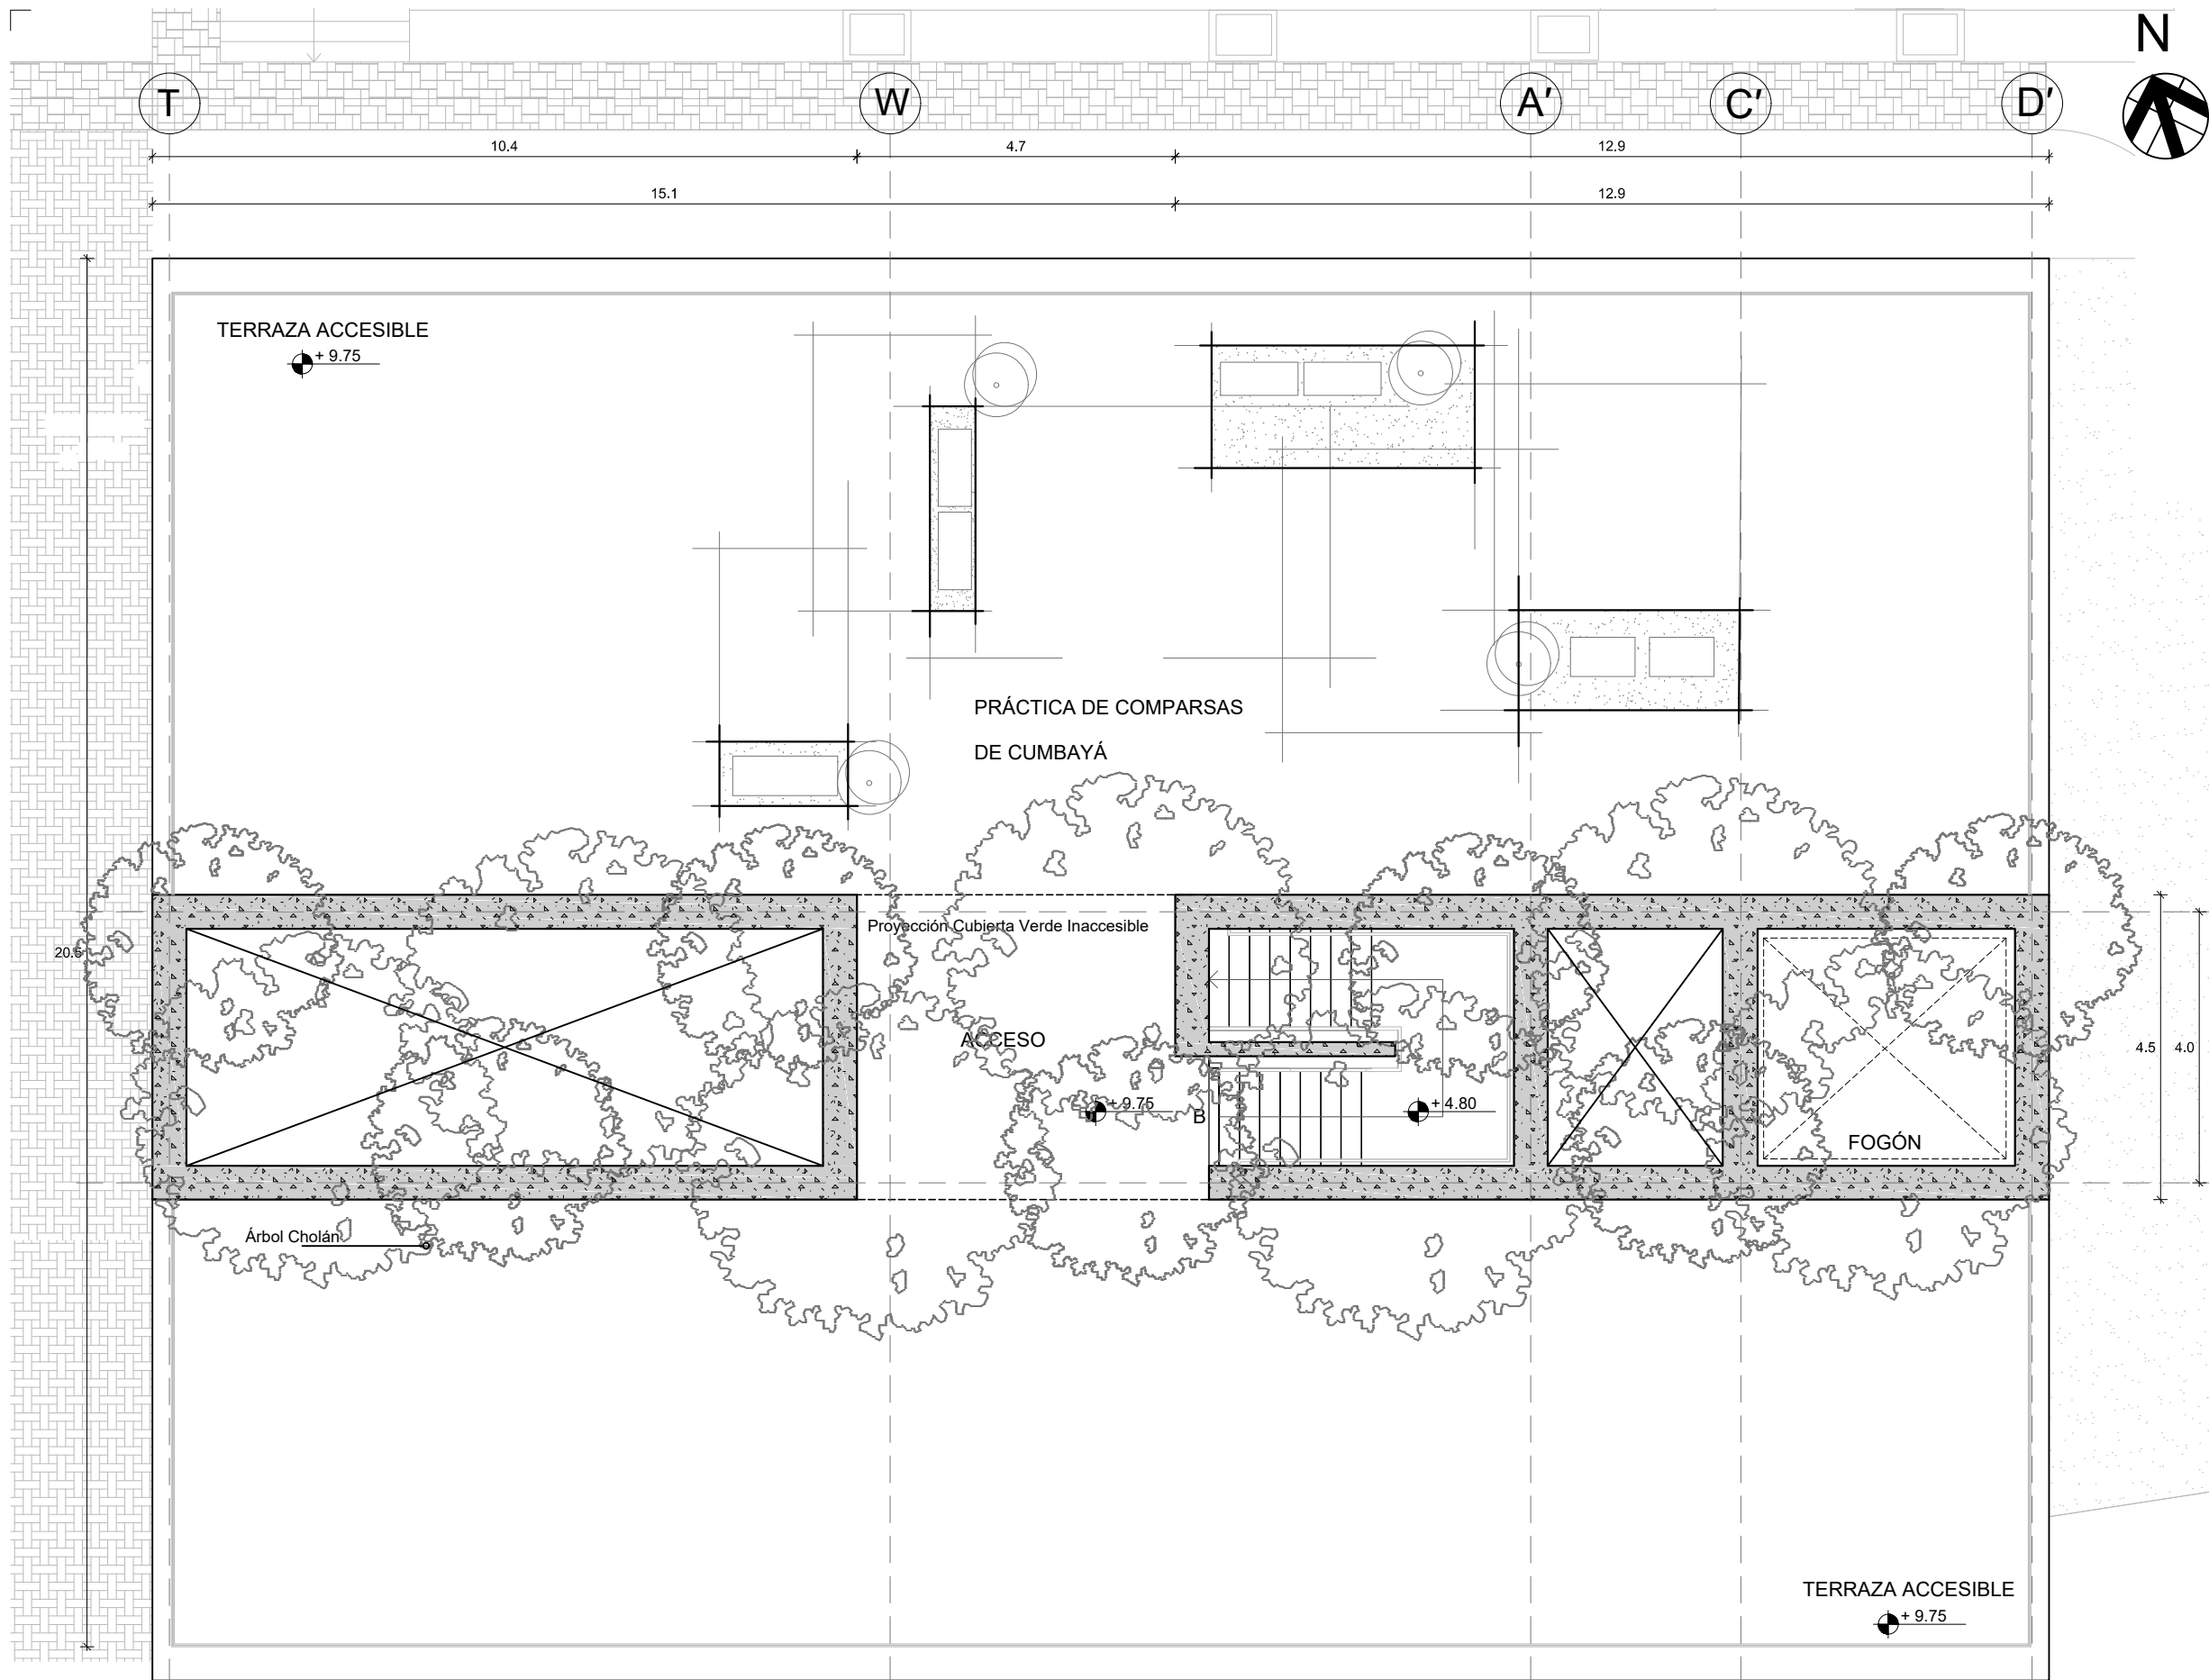 N
T
W
A'
C'
D'
10.4
4.7
12.9
15.1
12.9
TERRAZA ACCESIBLE
+ 9.75
PRÁCTICA DE COMPARSAS
DE CUMBAYÁ
Proyección Cubierta Verde Inaccesible
20.5
ACCESO
4.5
4.0
+ 9.75
B
+ 4.80
FOGÓN
Árbol Cholán
TERRAZA ACCESIBLE
+ 9.75